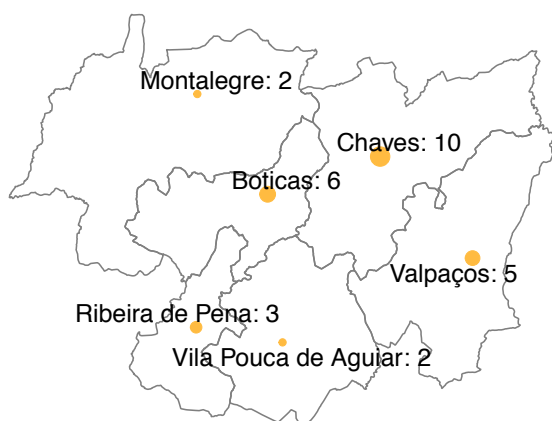 Montalegre: 2
Chaves: 10
Boticas: 6
Valpaços: 5
Ribeira de Pena: 3
Vila Pouca de Aguiar: 2